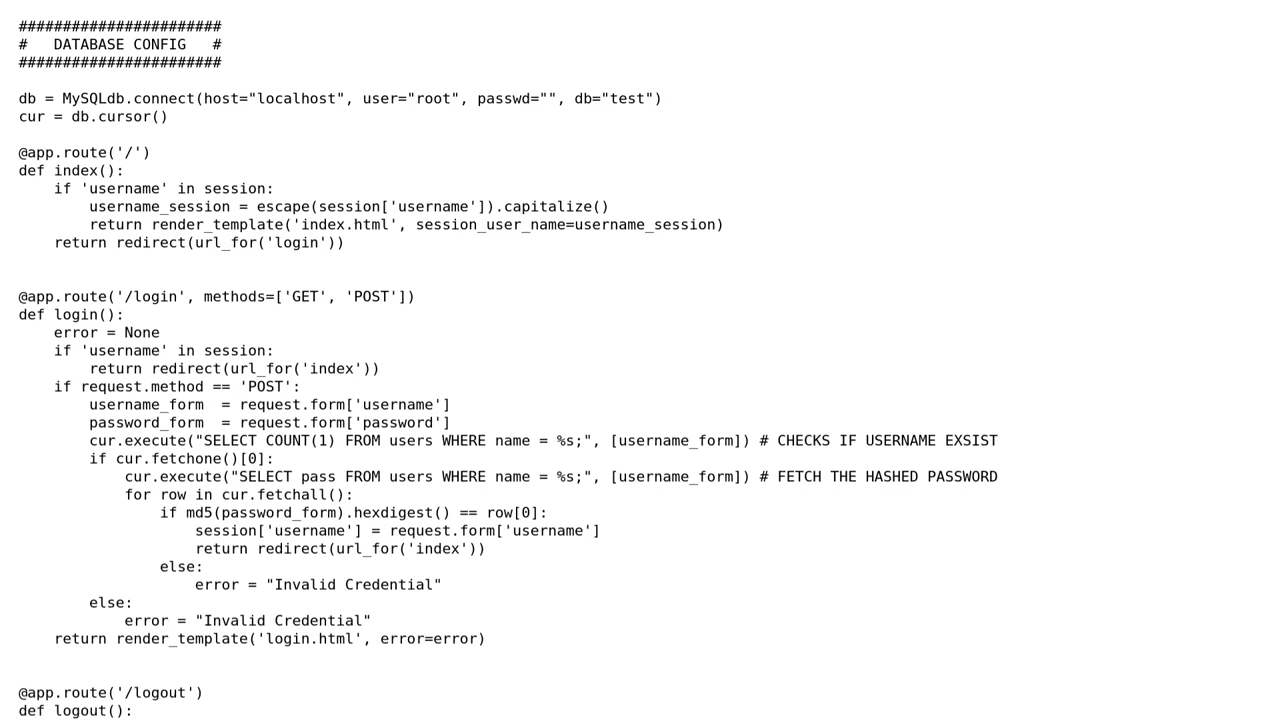 #######################
#   DATABASE CONFIG   #
#######################

db = MySQLdb.connect(host="localhost", user="root", passwd="", db="test")
cur = db.cursor()

@app.route('/')
def index():
    if 'username' in session:
        username_session = escape(session['username']).capitalize()
        return render_template('index.html', session_user_name=username_session)
    return redirect(url_for('login'))


@app.route('/login', methods=['GET', 'POST'])
def login():
    error = None
    if 'username' in session:
        return redirect(url_for('index'))
    if request.method == 'POST':
        username_form  = request.form['username']
        password_form  = request.form['password']
        cur.execute("SELECT COUNT(1) FROM users WHERE name = %s;", [username_form]) # CHECKS IF USERNAME EXSIST
        if cur.fetchone()[0]:
            cur.execute("SELECT pass FROM users WHERE name = %s;", [username_form]) # FETCH THE HASHED PASSWORD
            for row in cur.fetchall():
                if md5(password_form).hexdigest() == row[0]:
                    session['username'] = request.form['username']
                    return redirect(url_for('index'))
                else:
                    error = "Invalid Credential"
        else:
            error = "Invalid Credential"
    return render_template('login.html', error=error)


@app.route('/logout')
def logout():